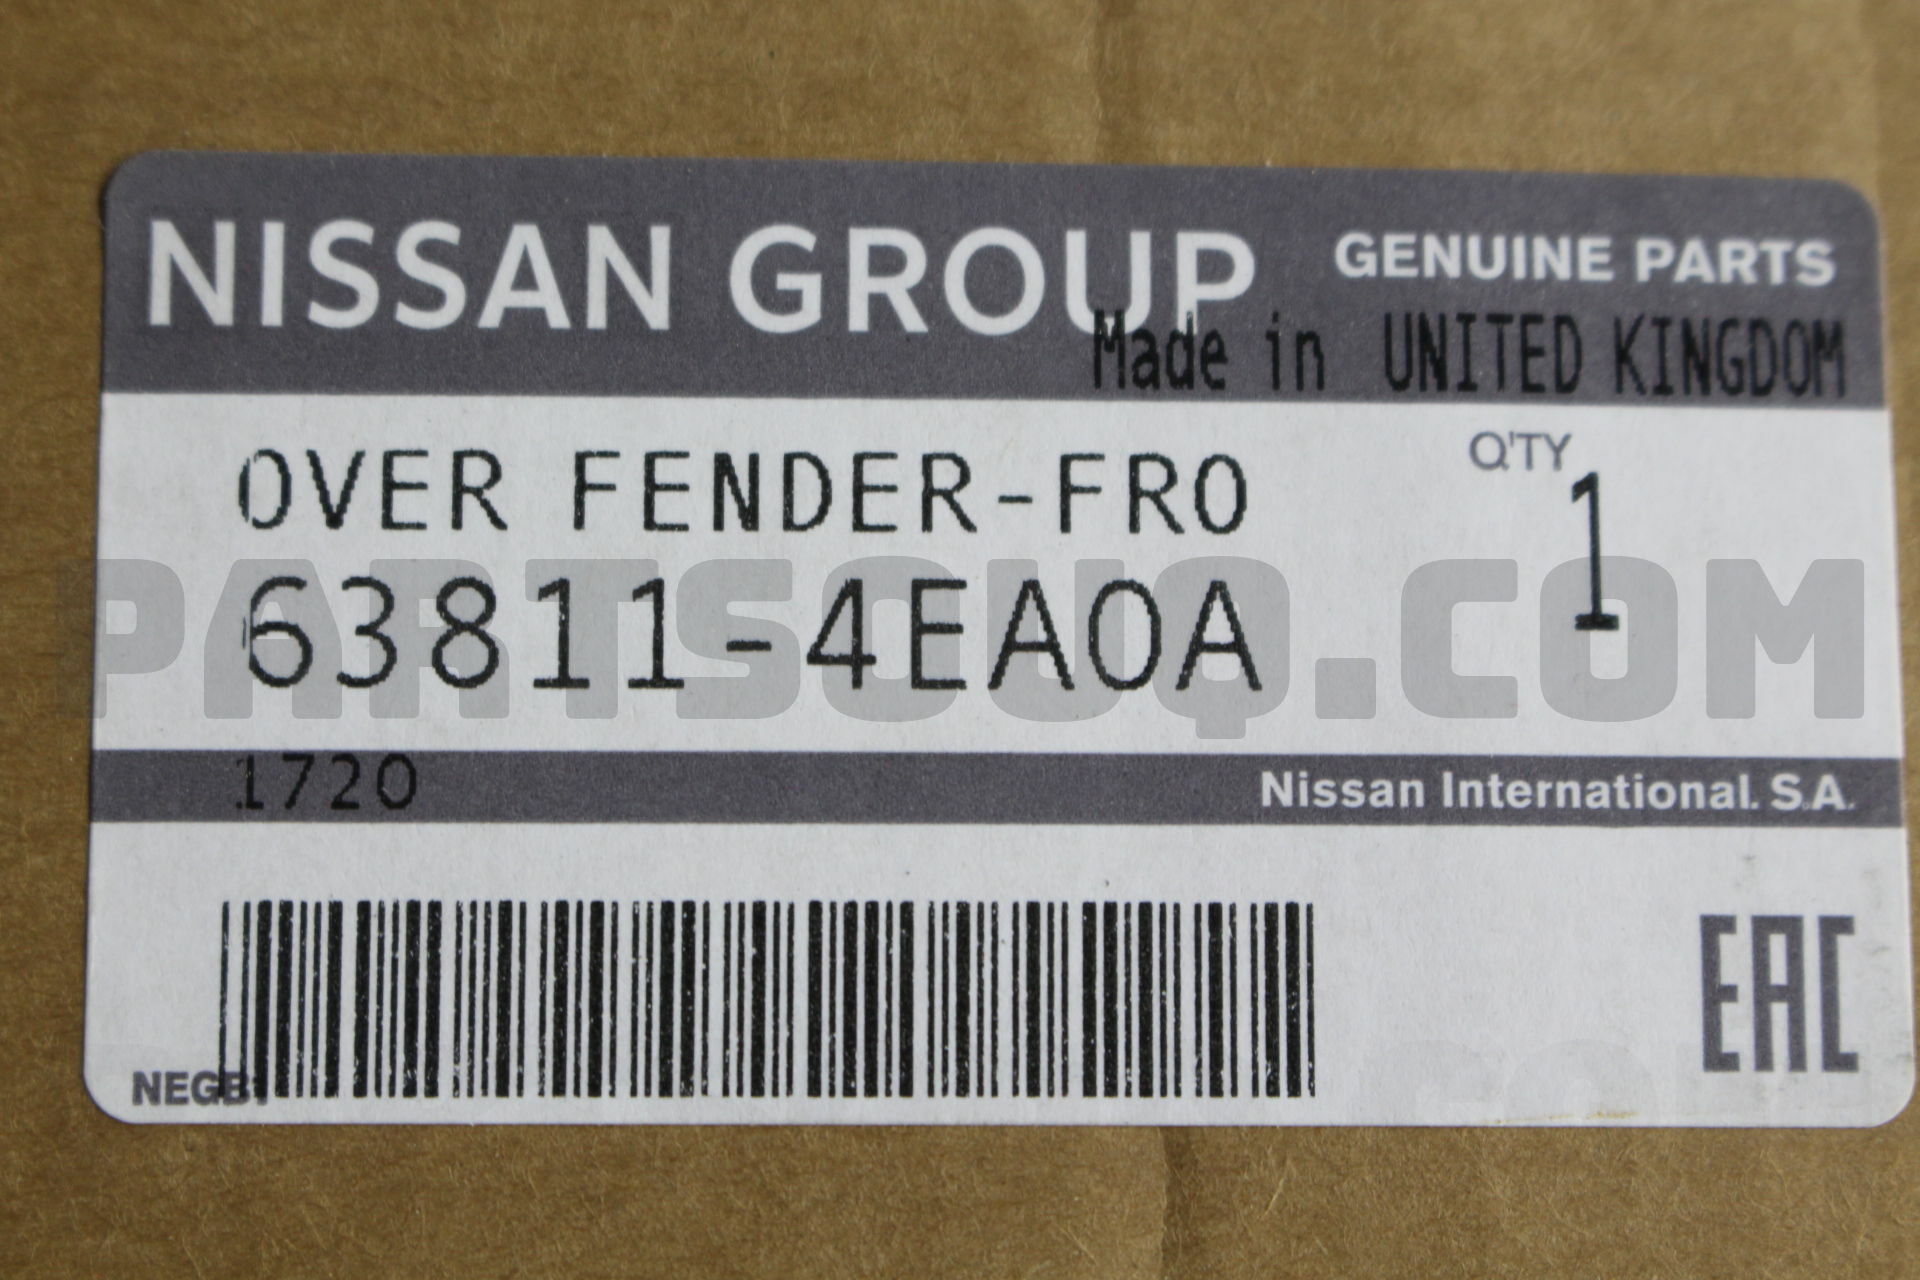 NISSAN GROUP GENUINE PARTS
Made in UNITED KINGDOM
OVER FENDER-FRO Q'TY 1
63811-4EA0A
PARTSOUQ.COM
1720 Nissan International. S.A.
EAC
NEGB1